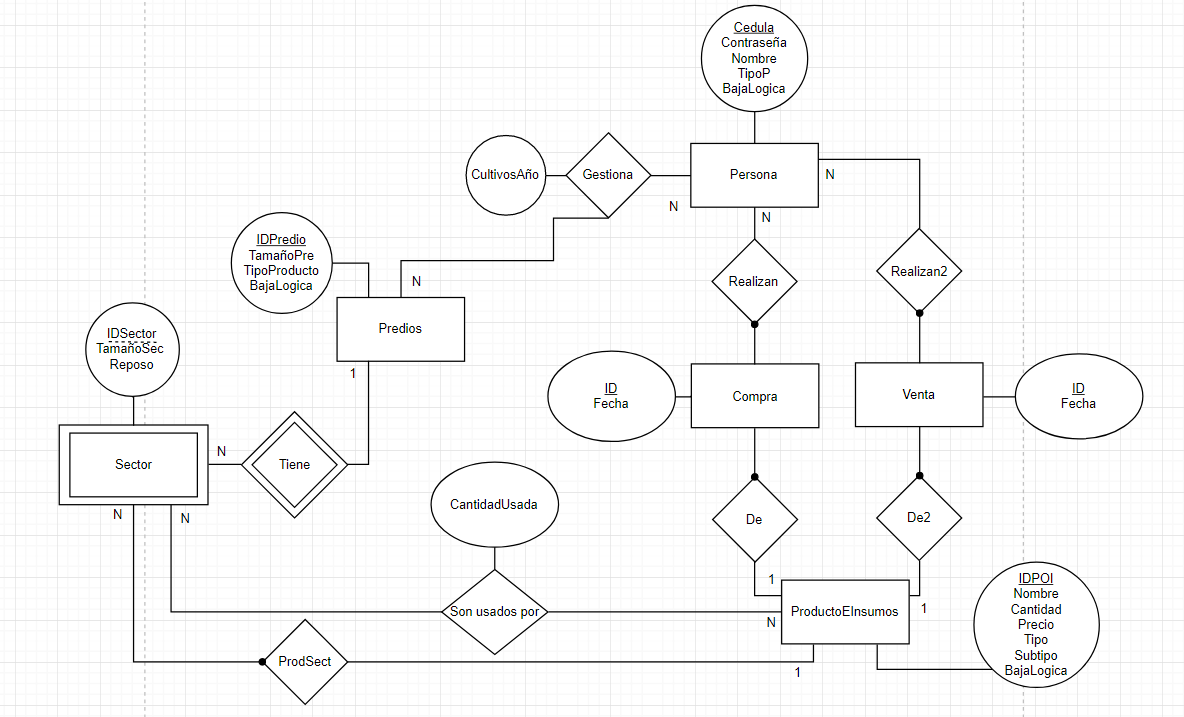 Cedula
Contraseña
Nombre
TipoP
BajaLogica
CultivosAño
Gestiona
Persona
N
N
N
IDPredio
TamañoPre
TipoProducto
BajaLogica
Realizan
Realizan2
N
Predios
IDSector
TamañoSec
Reposo
1
ID
Fecha
Compra
Venta
ID
Fecha
N
Sector
Tiene
N
N
CantidadUsada
De
De2
1
IDPOI
Nombre
Cantidad
Precio
Tipo
Subtipo
BajaLogica
Son usados por
N
ProductoEInsumos
1
ProdSect
1